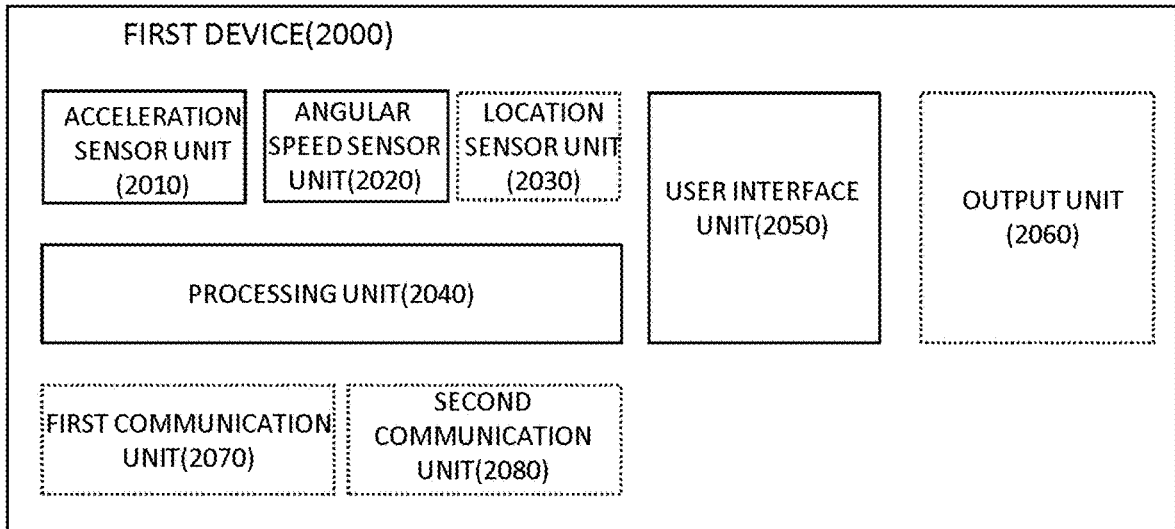 FIRST DEVICE(2000)
ACCELERATION
SENSOR UNIT
(2010)
ANGULAR
SPEED SENSOR
UNIT(2020)
LOCATION
SENSOR UNIT
(2030)
USER INTERFACE
UNIT(2050)
OUTPUT UNIT
(2060)
PROCESSING UNIT(2040)
FIRST COMMUNICATION
UNIT(2070)
SECOND
COMMUNICATION
UNIT(2080)